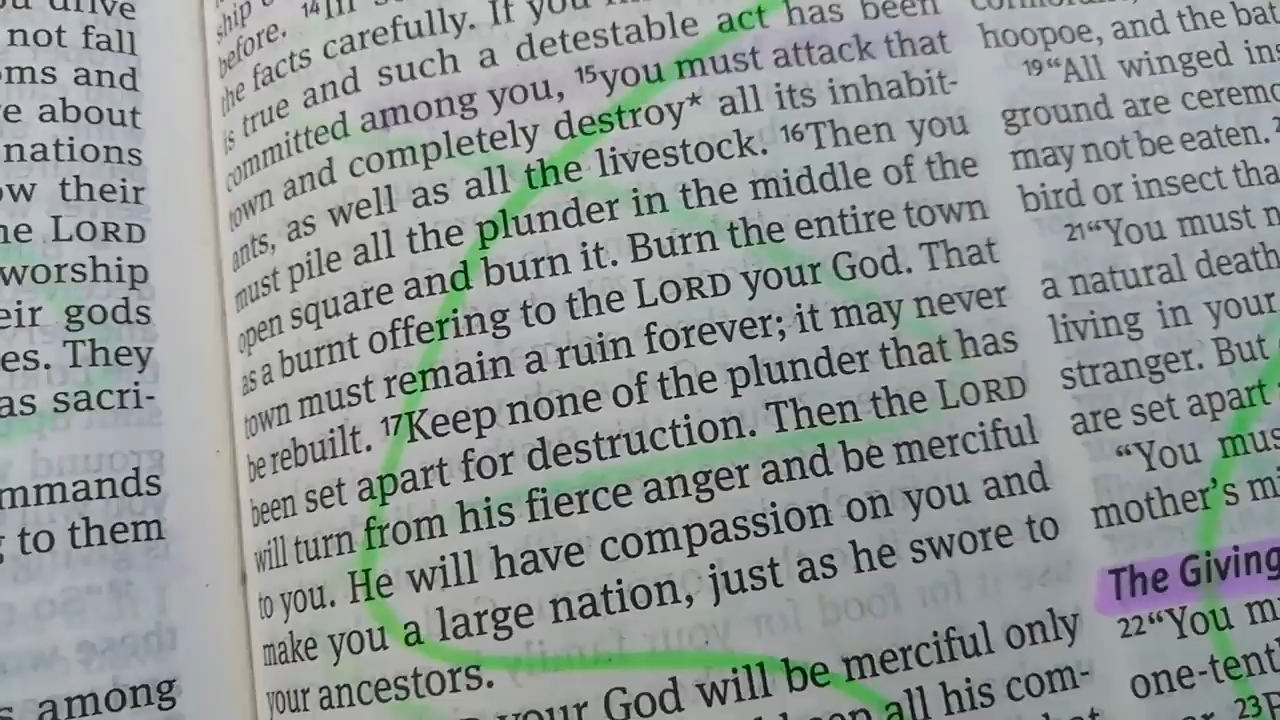 not fall
ms and
e about
nations
ow their
he LORD
worship
eir gods
es. They
as sacri-
mmands
to them
among
ship
before. 14
the facts carefully. If you
is true and such a detestable act has been
committed among you, 15you must attack that
town and completely destroy* all its inhabit-
ants, as well as all the livestock. 16Then you
must pile all the plunder in the middle of the
open square and burn it. Burn the entire town
as a burnt offering to the LORD your God. That
town must remain a ruin forever; it may never
be rebuilt. 17Keep none of the plunder that has
been set apart for destruction. Then the LORD
will turn from his fierce anger and be merciful
to you. He will have compassion on you and
make you a large nation, just as he swore to
your ancestors.
your God will be merciful only
all his com-
hoopoe, and the bat
19“All winged ins
ground are ceremo
may not be eaten.
bird or insect tha
21“You must n
a natural death
living in your
stranger. But
are set apart
“You mus
mother’s mi
The Giving
22“You m
one-tent
23